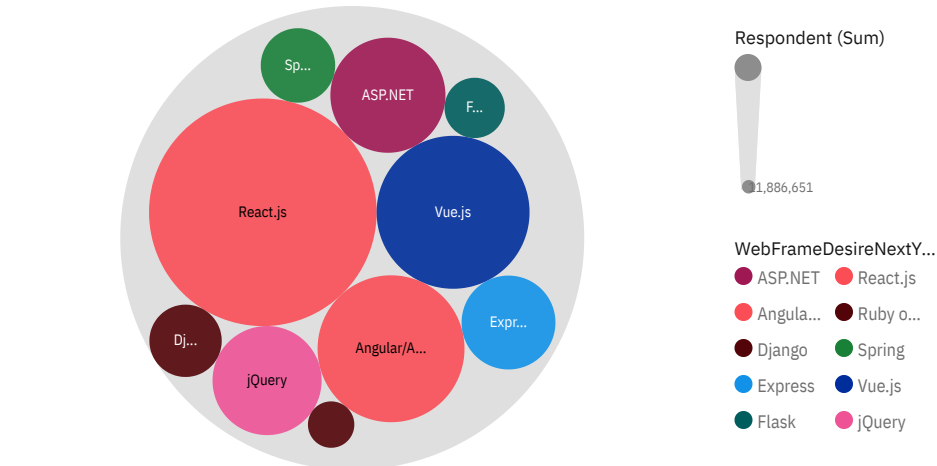 Sp...
ASP.NET
F...
React.js
Vue.js
Dj...
Expr...
jQuery
Angular/A...
Respondent (Sum)
11,886,651
WebFrameDesireNextY...
ASP.NET
React.js
Angula...
Ruby o...
Django
Spring
Express
Vue.js
Flask
jQuery